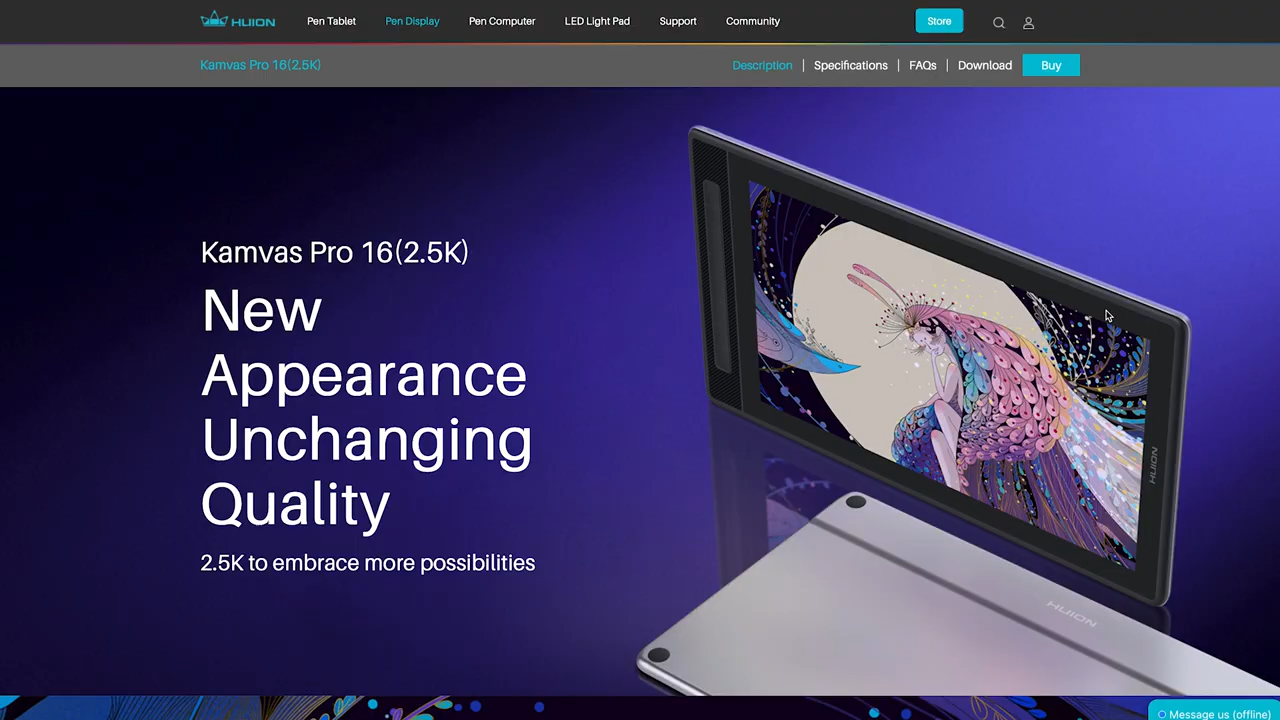 HUION
Pen Tablet
Pen Display
Pen Computer
LED Light Pad
Support
Community
Store
Kamvas Pro 16(2.5K)
Description | Specifications | FAQs | Download
Buy
Kamvas Pro 16(2.5K)
New
Appearance
Unchanging
Quality
2.5K to embrace more possibilities
HUION
HUION
Message us (offline)